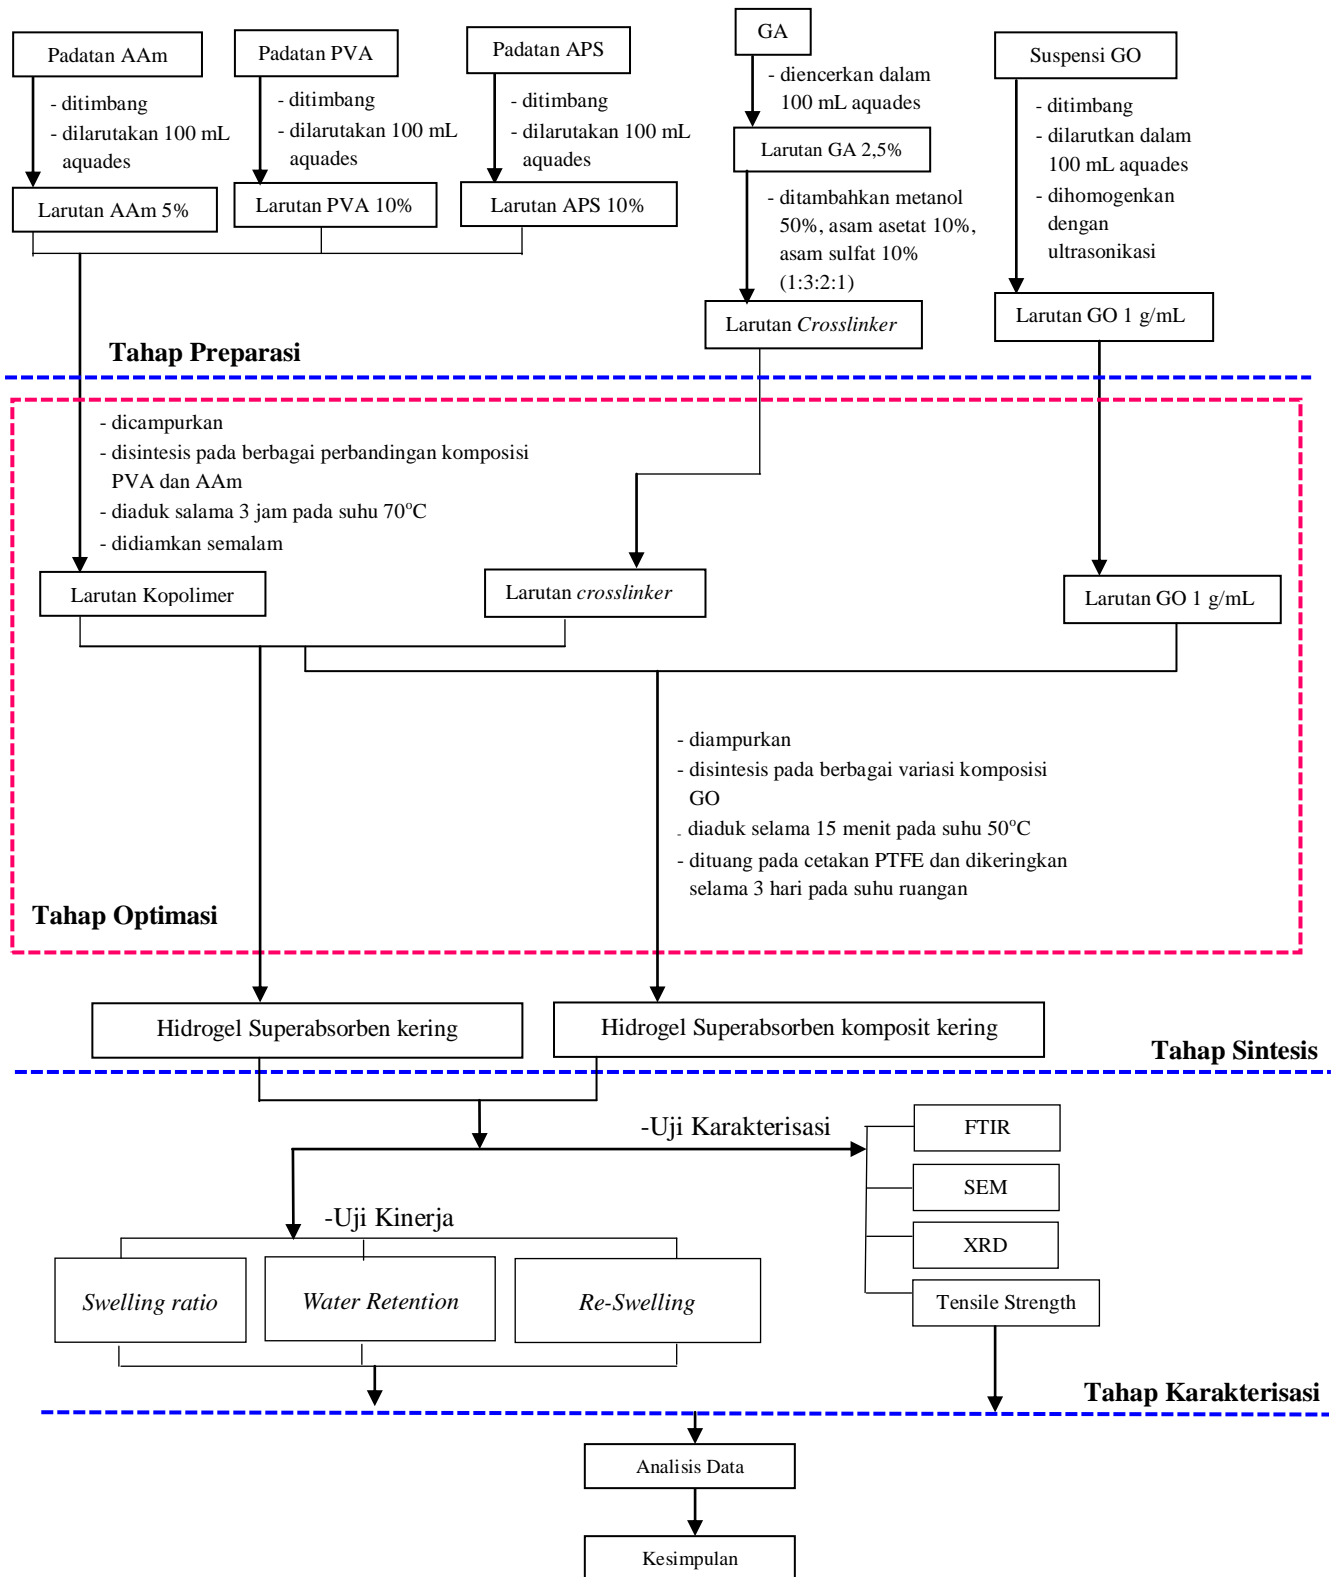 Padatan AAm
- ditimbang
- dilarutakan 100 mL
aquades
Larutan AAm 5%
Padatan PVA
- ditimbang
- dilarutakan 100 mL
aquades
Larutan PVA 10%
Padatan APS
- ditimbang
- dilarutakan 100 mL
aquades
Larutan APS 10%
GA
- diencerkan dalam
100 mL aquades
Larutan GA 2,5%
- ditambahkan metanol
50%, asam asetat 10%,
asam sulfat 10%
(1:3:2:1)
Larutan Crosslinker
Suspensi GO
- ditimbang
- dilarutkan dalam
100 mL aquades
- dihomogenkan
dengan
ultrasonikasi
Larutan GO 1 g/mL
Tahap Preparasi
- dicampurkan
- disintesis pada berbagai perbandingan komposisi
PVA dan AAm
- diaduk salama 3 jam pada suhu 70°C
- didiamkan semalam
Larutan Kopolimer
Larutan crosslinker
Larutan GO 1 g/mL
- diampurkan
- disintesis pada berbagai variasi komposisi
GO
- diaduk selama 15 menit pada suhu 50°C
- dituang pada cetakan PTFE dan dikeringkan
selama 3 hari pada suhu ruangan
Tahap Optimasi
Hidrogel Superabsorben kering
Hidrogel Superabsorben komposit kering
Tahap Sintesis
-Uji Karakterisasi
FTIR
SEM
XRD
Tensile Strength
-Uji Kinerja
Swelling ratio
Water Retention
Re-Swelling
Tahap Karakterisasi
Analisis Data
Kesimpulan